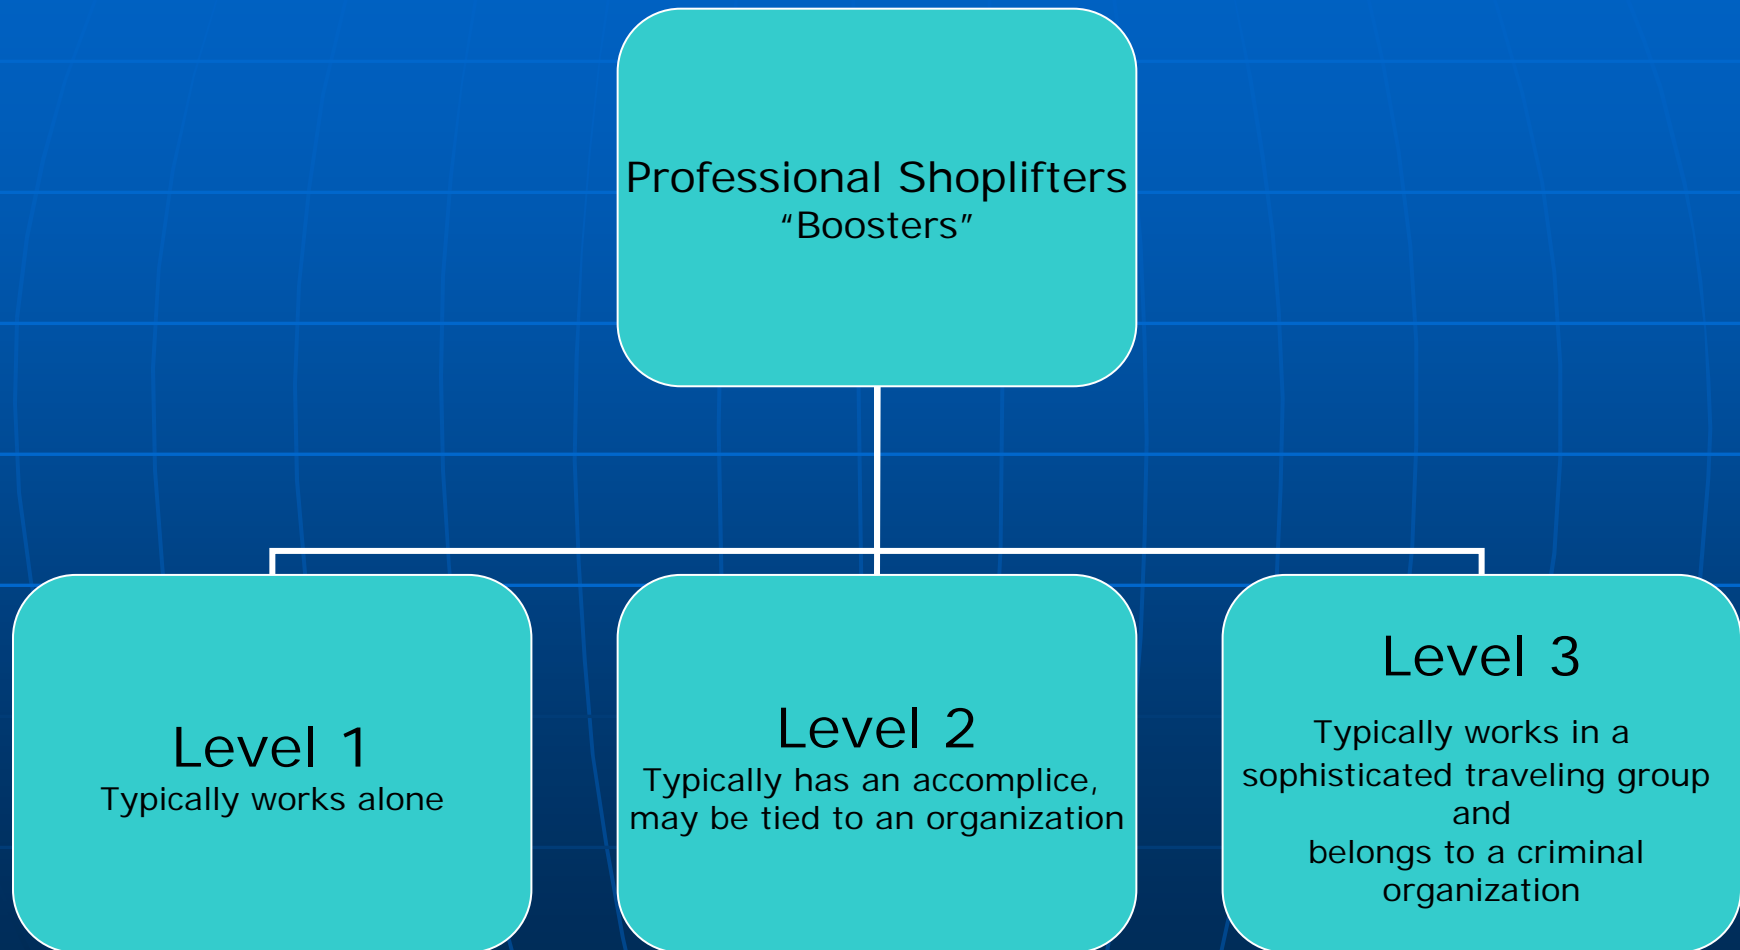 Professional Shoplifters
“Boosters”
Level 1
Typically works alone
Level 2
Typically has an accomplice,
may be tied to an organization
Level 3
Typically works in a
sophisticated traveling group
and
belongs to a criminal
organization